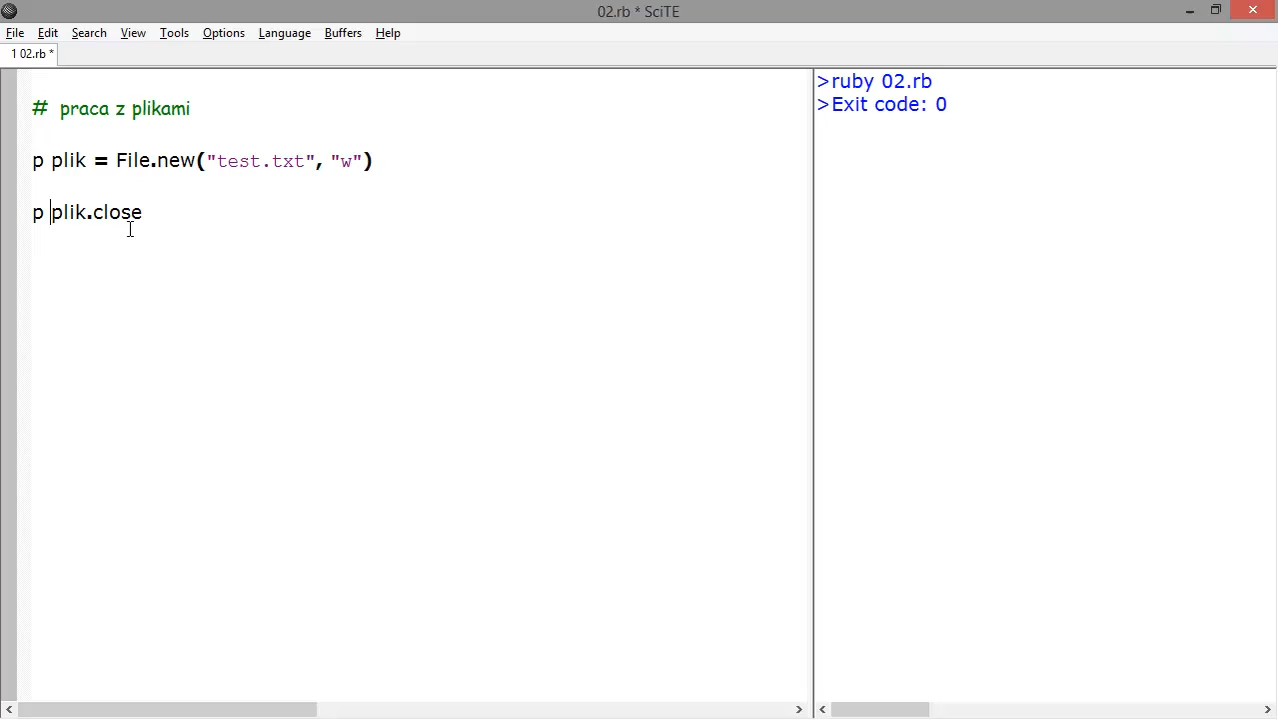 02.rb * SciTE
File Edit Search View Tools Options Language Buffers Help
1 02.rb *
# praca z plikami
p plik = File.new("test.txt", "w")
p plik.close
>ruby 02.rb
>Exit code: 0